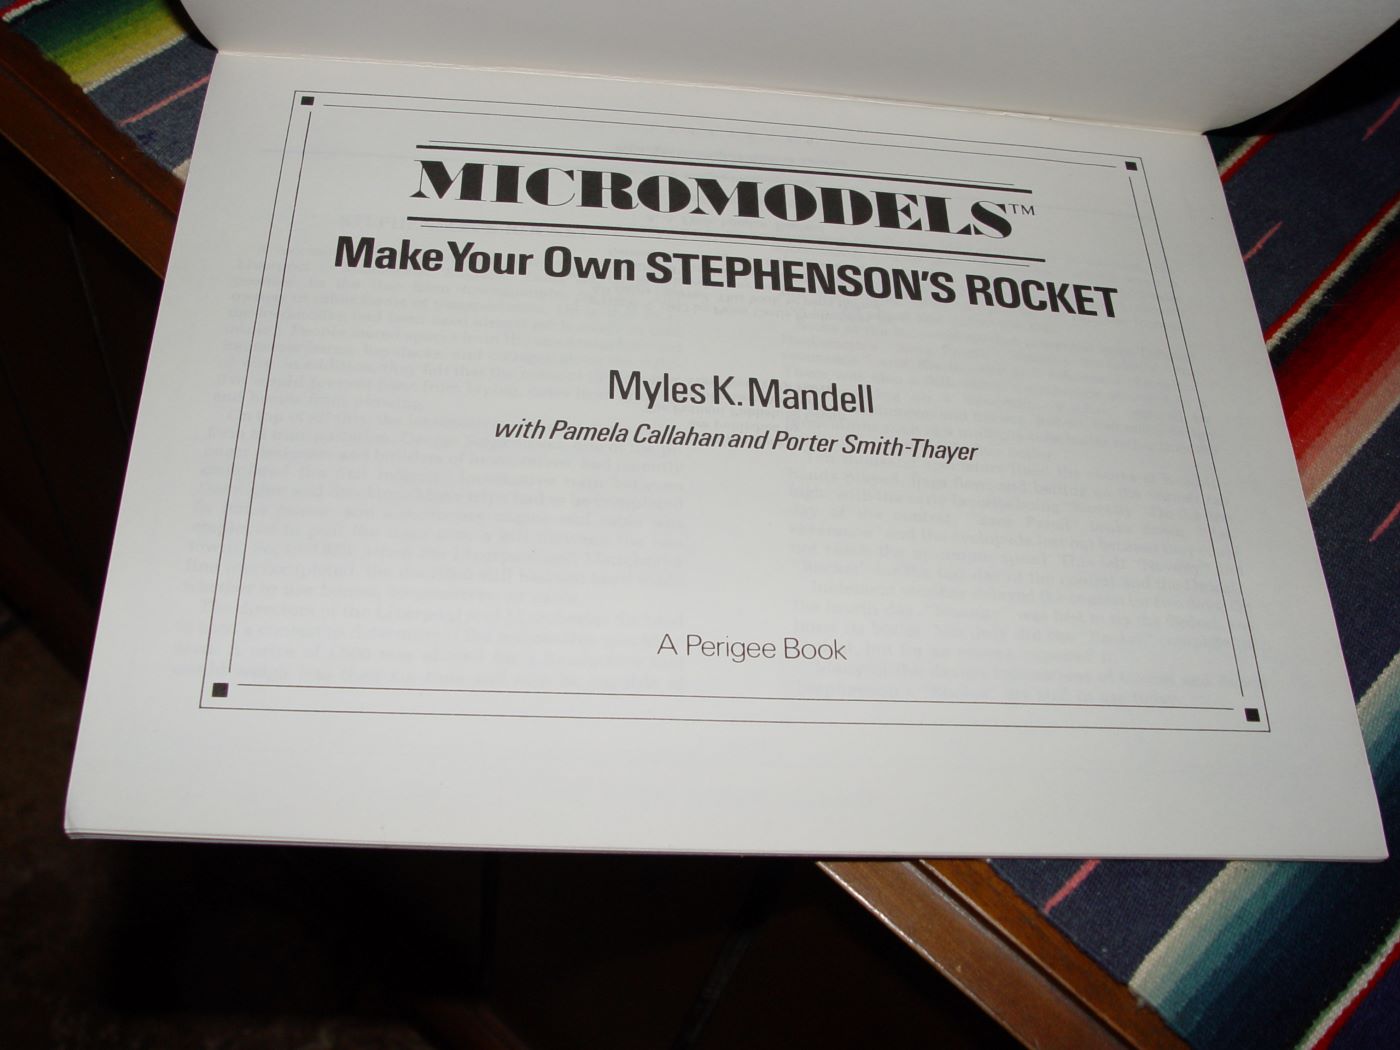 MICROMODELS™
Make Your Own STEPHENSON'S ROCKET
Myles K. Mandell
with Pamela Callahan and Porter Smith-Thayer
A Perigee Book